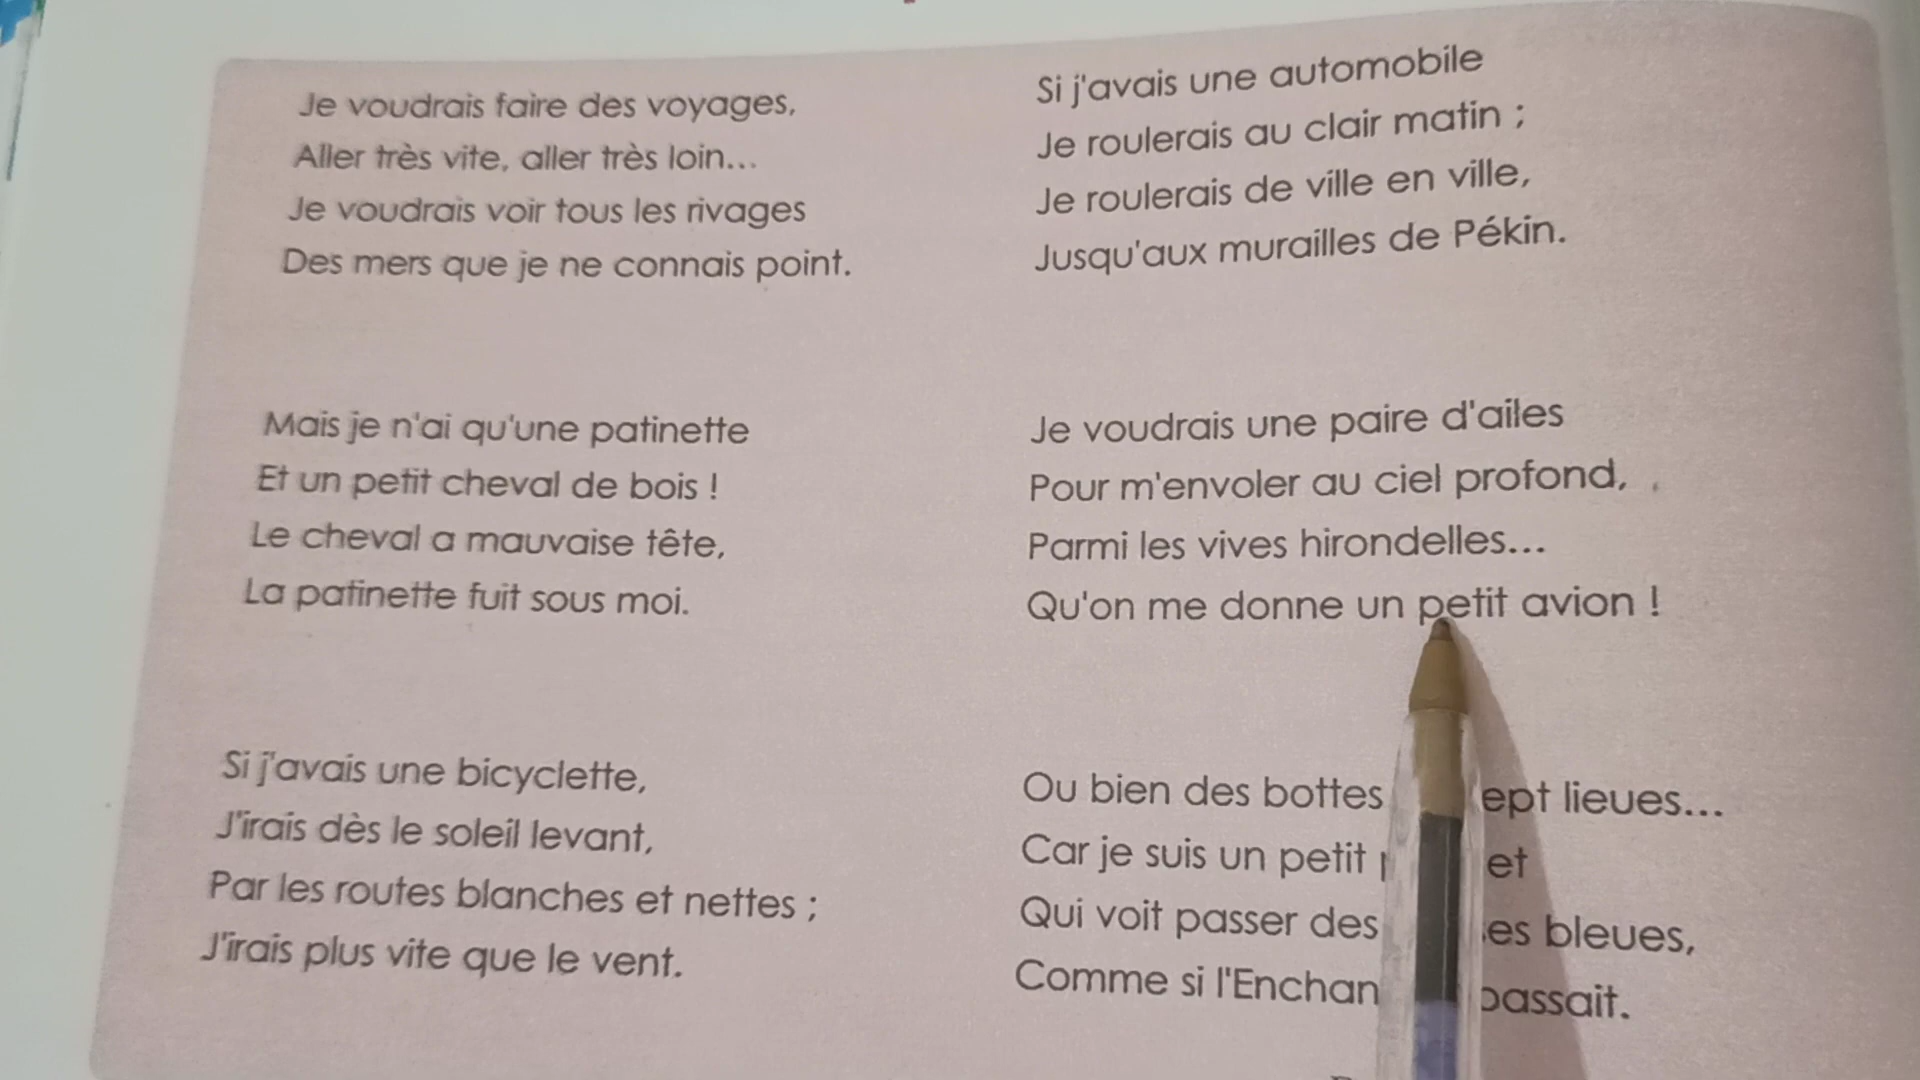 Je voudrais faire des voyages,
Aller très vite, aller très loin...
Je voudrais voir tous les rivages
Des mers que je ne connais point.
Mais je n'ai qu'une patinette
Et un petit cheval de bois !
Le cheval a mauvaise tête,
La patinette fuit sous moi.
Si j'avais une bicyclette,
J'irais dès le soleil levant,
Par les routes blanches et nettes ;
J'irais plus vite que le vent.
Si j'avais une automobile
Je roulerais au clair matin ;
Je roulerais de ville en ville,
Jusqu'aux murailles de Pékin.
Je voudrais une paire d'ailes
Pour m'envoler au ciel profond,
Parmi les vives hirondelles...
Qu'on me donne un petit avion !
Ou bien des bottes lieues...
Car je suis un petit
Qui voit passer des bleues,
Comme si passait.